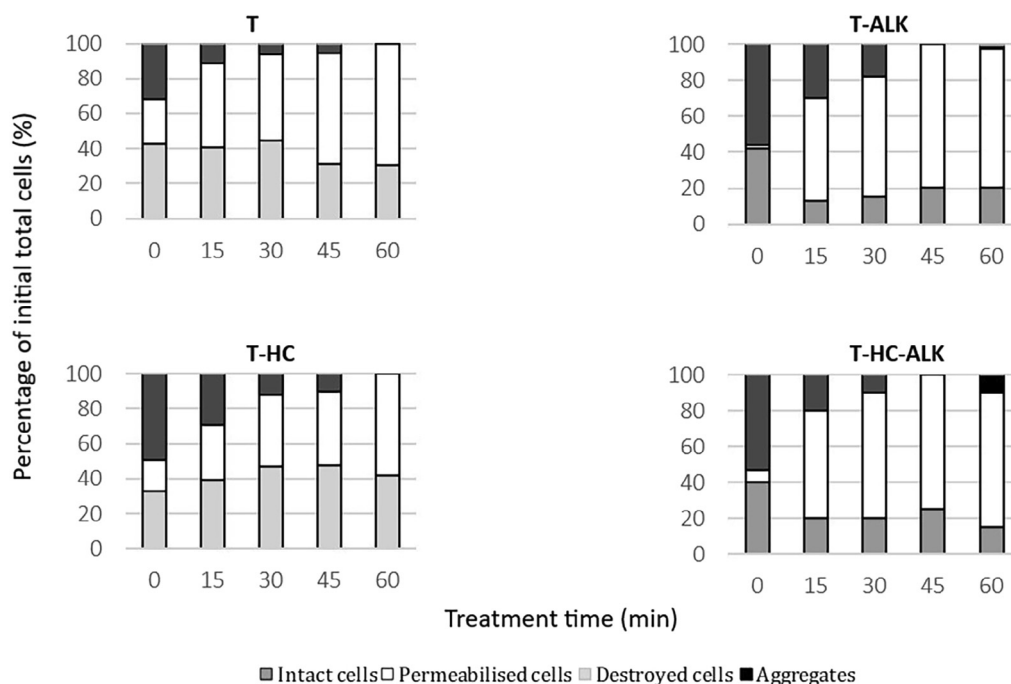 Percentage of initial total cells (%)
T
100
80
60
40
20
0
0 15 30 45 60
T-ALK
100
80
60
40
20
0
0 15 30 45 60
T-HC
100
80
60
40
20
0
0 15 30 45 60
T-HC-ALK
100
80
60
40
20
0
0 15 30 45 60
Treatment time (min)
Intact cells Permeabilised cells Destroyed cells Aggregates